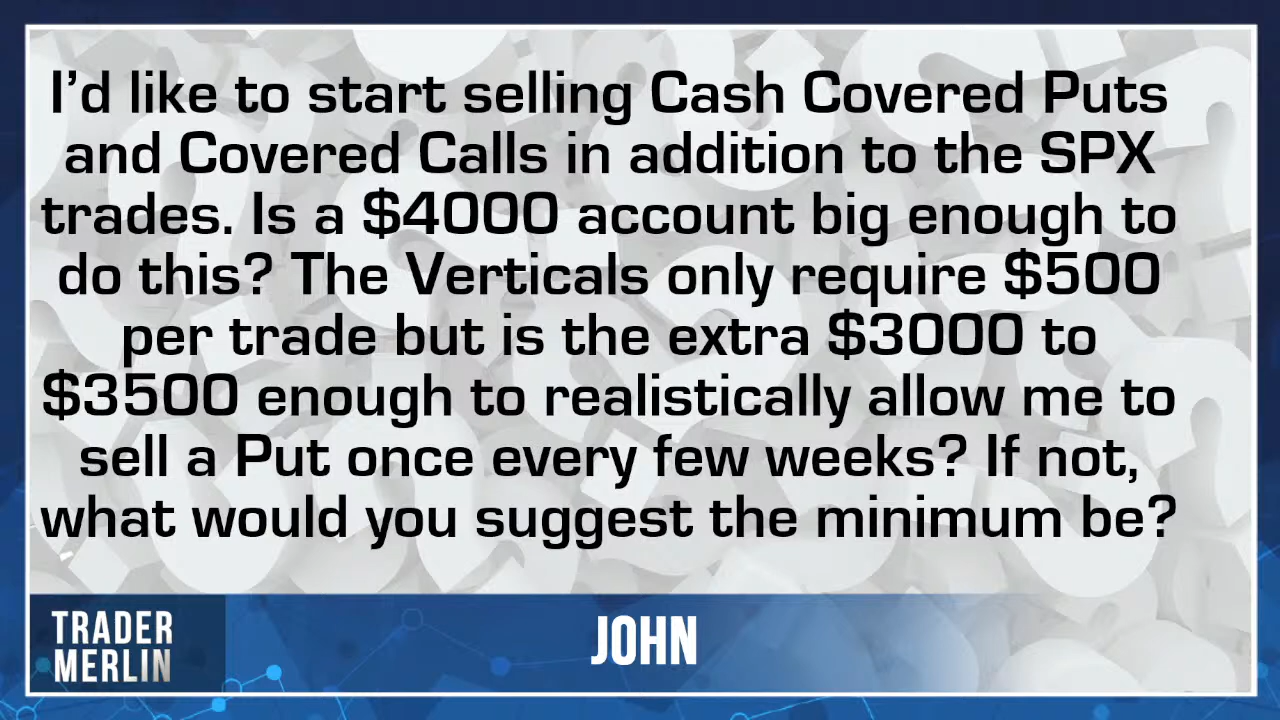 I’d like to start selling Cash Covered Puts
and Covered Calls in addition to the SPX
trades. Is a $4000 account big enough to
do this? The Verticals only require $500
per trade but is the extra $3000 to
$3500 enough to realistically allow me to
sell a Put once every few weeks? If not,
what would you suggest the minimum be?
TRADER
MERLIN
JOHN